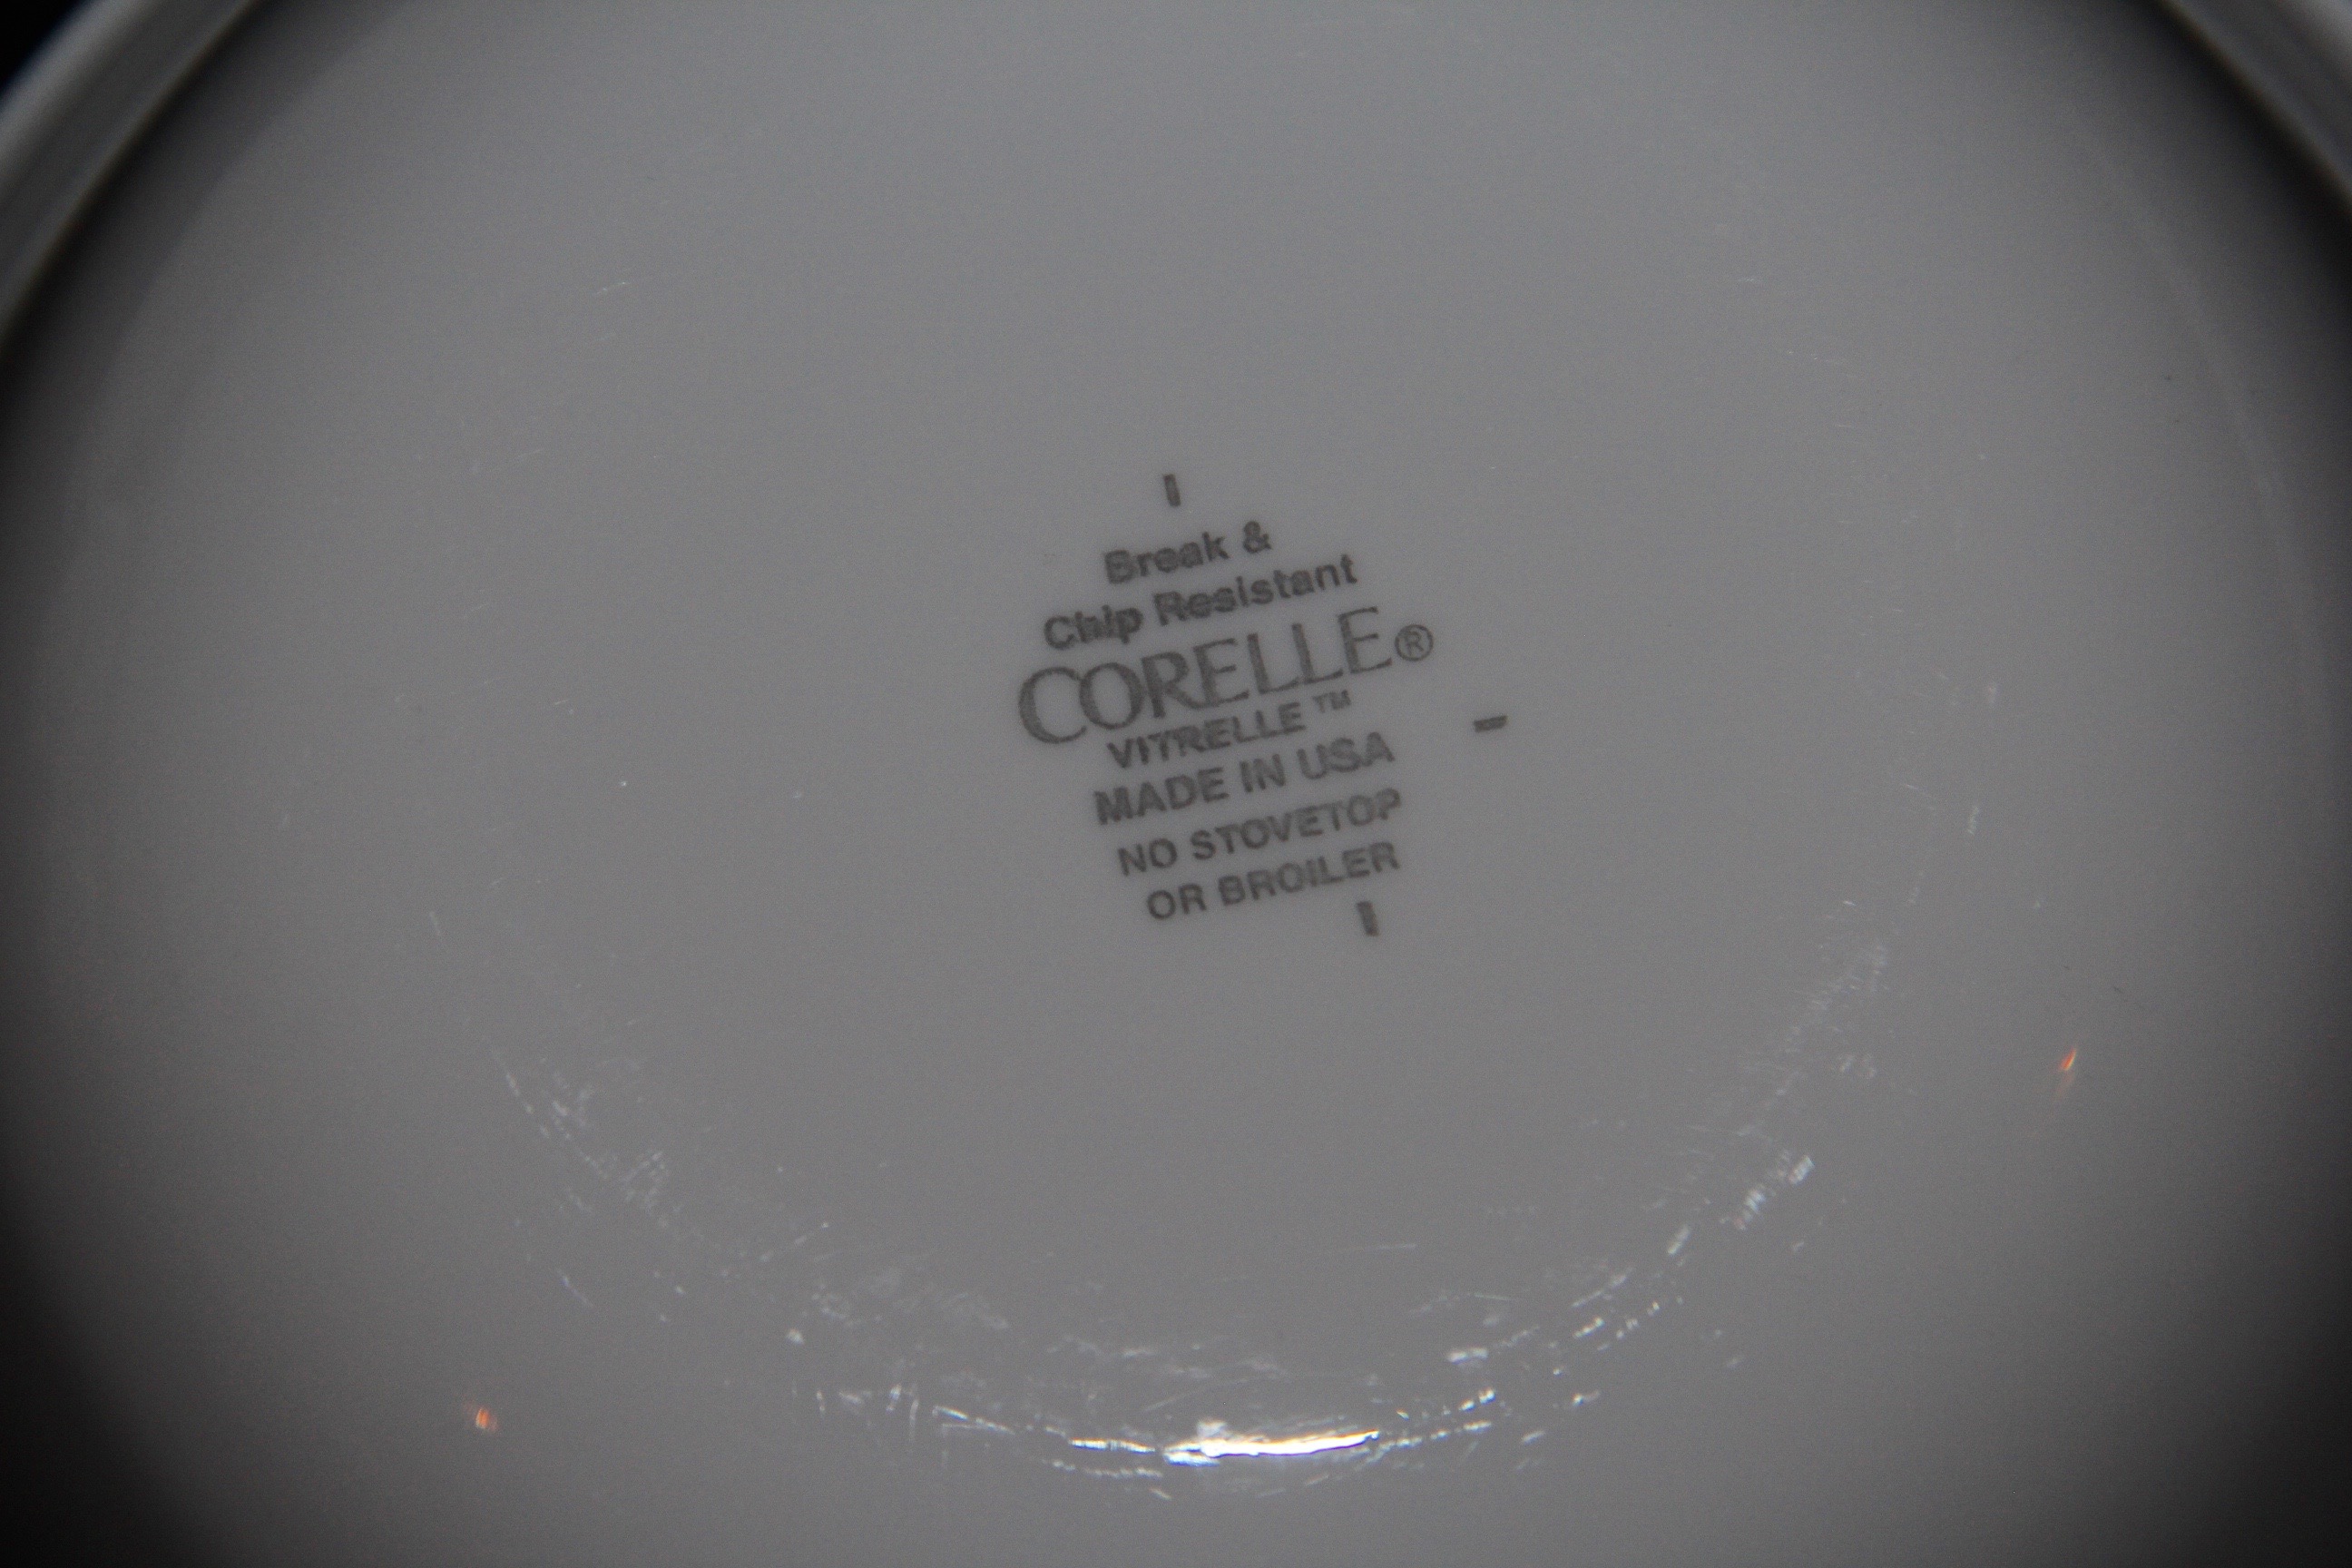 Break &
Chip Resistant
CORELLE®
VITRELLE™
MADE IN USA
NO STOVETOP
OR BROILER